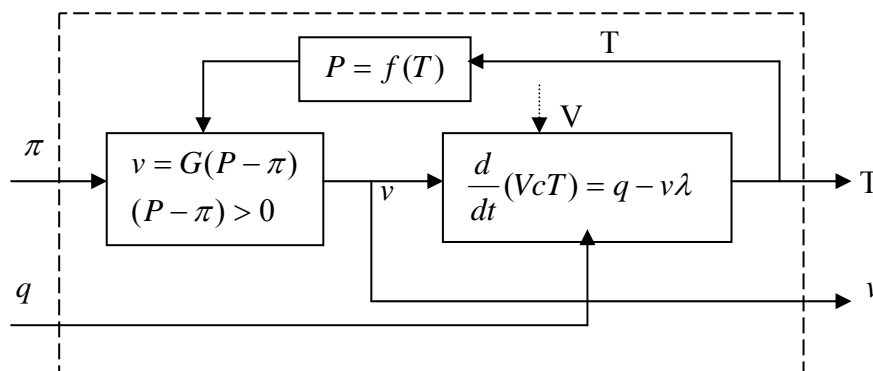 T
P = f(T)
V
π
v = G(P − π)
(P − π) > 0
v
d/dt (VcT) = q − vλ
T
q
v